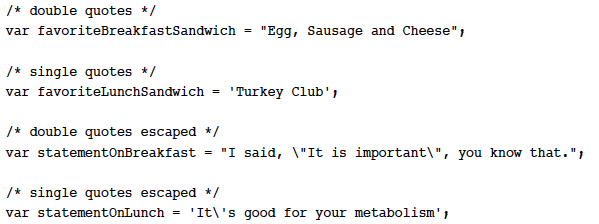 /* double quotes */
var favoriteBreakfastSandwich = "Egg, Sausage and Cheese";
/* single quotes */
var favoriteLunchSandwich = 'Turkey Club';
/* double quotes escaped */
var statementOnBreakfast = "I said, \"It is important\", you know that.";
/* single quotes escaped */
var statementOnLunch = 'It\'s good for your metabolism';